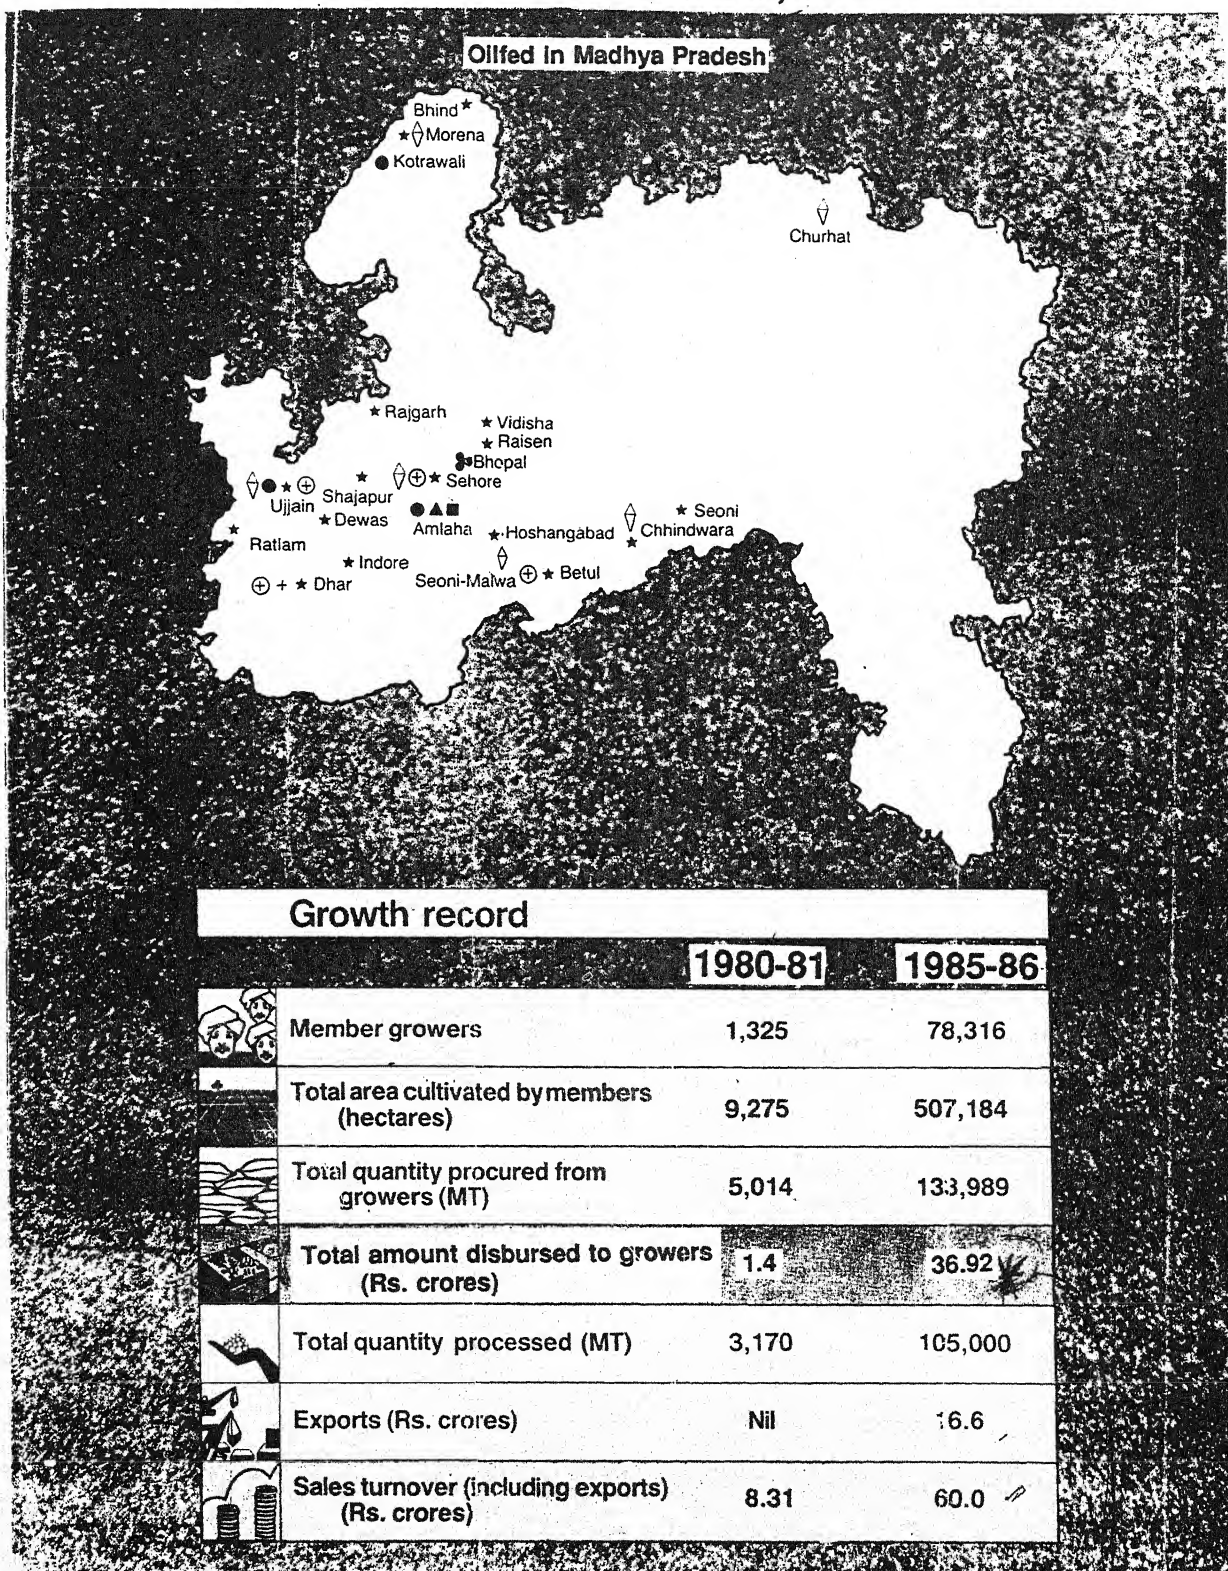 Oilfed in Madhya Pradesh
Bhind
Morena
Kotrawali
Churhat
Rajgarh
Vidisha
Raisen
Bhopal
Sehore
Ujjain
Shajapur
Dewas
Amlaha
Hoshangabad
Seoni
Chhindwara
Ratlam
Indore
Dhar
Seoni-Malwa
Betul
Growth record
1980-81 1985-86
Member growers 1,325 78,316
Total area cultivated by members
(hectares) 9,275 507,184
Total quantity procured from
growers (MT) 5,014 133,989
Total amount disbursed to growers
(Rs. crores) 1.4 36.92
Total quantity processed (MT) 3,170 105,000
Exports (Rs. crores) Nil 16.6
Sales turnover (including exports)
(Rs. crores) 8.31 60.0